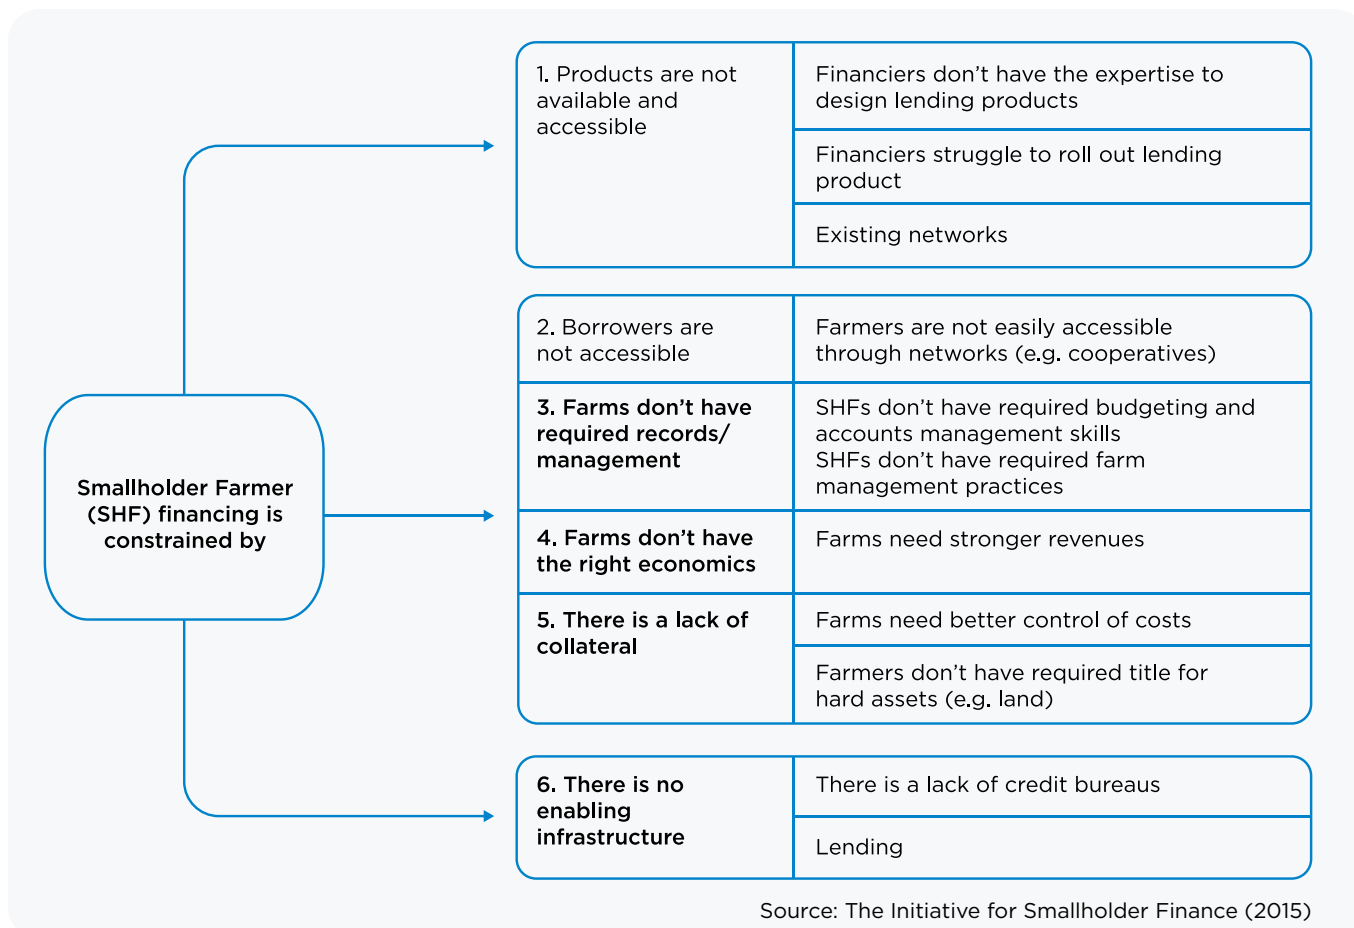 1. Products are not
available and
accessible
Financiers don’t have the expertise to
design lending products
Financiers struggle to roll out lending
product
Existing networks
2. Borrowers are
not accessible
Farmers are not easily accessible
through networks (e.g. cooperatives)
3. Farms don’t have
required records/
management
SHFs don’t have required budgeting and
accounts management skills
SHFs don’t have required farm
management practices
Smallholder Farmer
(SHF) financing is
constrained by
4. Farms don’t have
the right economics
Farms need stronger revenues
5. There is a lack of
collateral
Farms need better control of costs
Farmers don’t have required title for
hard assets (e.g. land)
6. There is no
enabling
infrastructure
There is a lack of credit bureaus
Lending
Source: The Initiative for Smallholder Finance (2015)